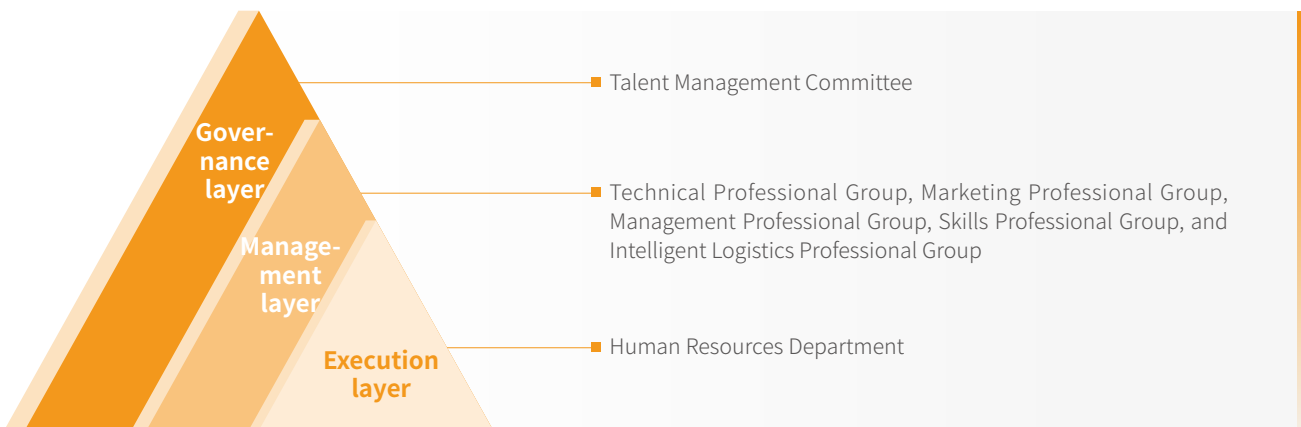 Talent Management Committee
Gover-
nance
layer
Technical Professional Group, Marketing Professional Group,
Management Professional Group, Skills Professional Group, and
Intelligent Logistics Professional Group
Manage-
ment
layer
Human Resources Department
Execution
layer